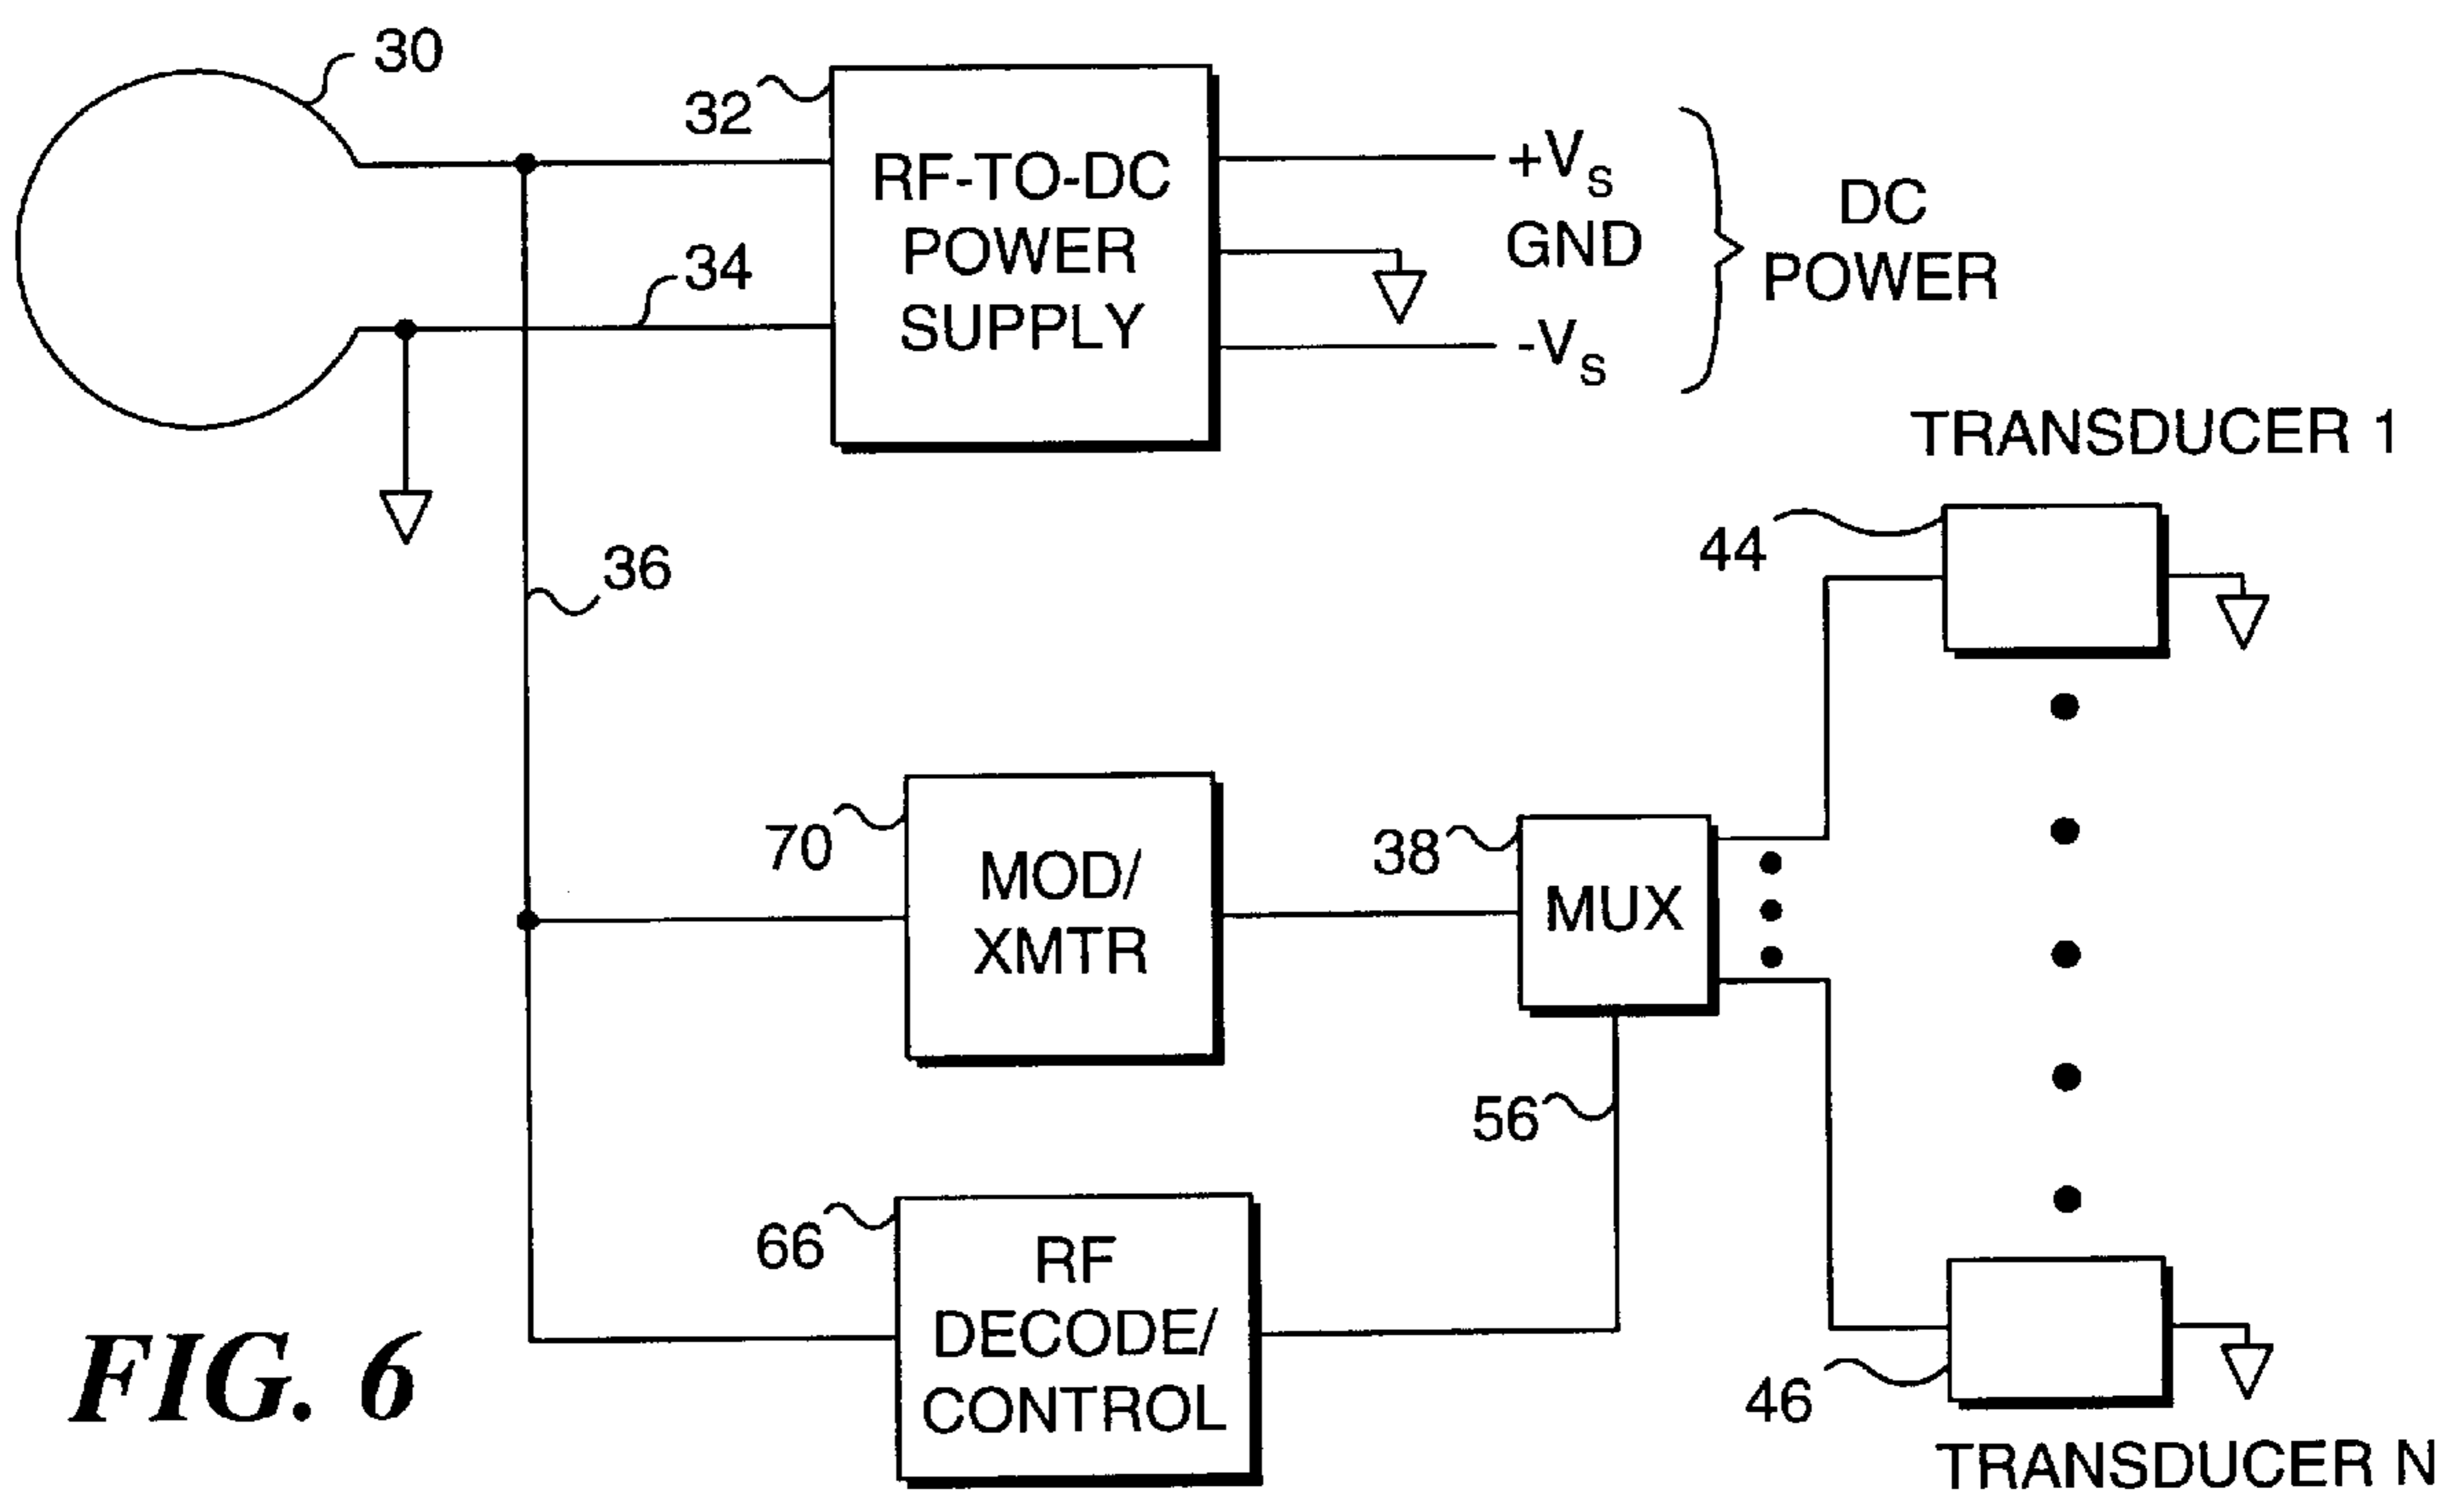 30
32
RF-TO-DC
POWER
SUPPLY
+VS
GND
-VS
DC
POWER
34
TRANSDUCER 1
44
36
70
MOD/
XMTR
38
MUX
56
66
RF
DECODE/
CONTROL
46
TRANSDUCER N
FIG. 6